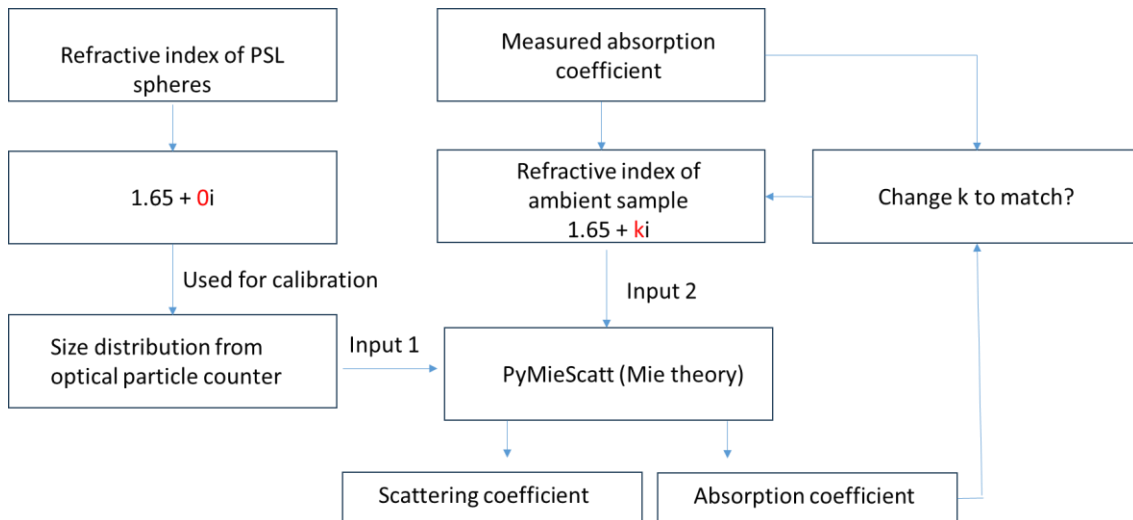 Refractive index of PSL
spheres
Measured absorption
coefficient
1.65 + 0i
Refractive index of
ambient sample
1.65 + ki
Change k to match?
Used for calibration
Input 2
Size distribution from
optical particle counter
Input 1
PyMieScatt (Mie theory)
Scattering coefficient
Absorption coefficient